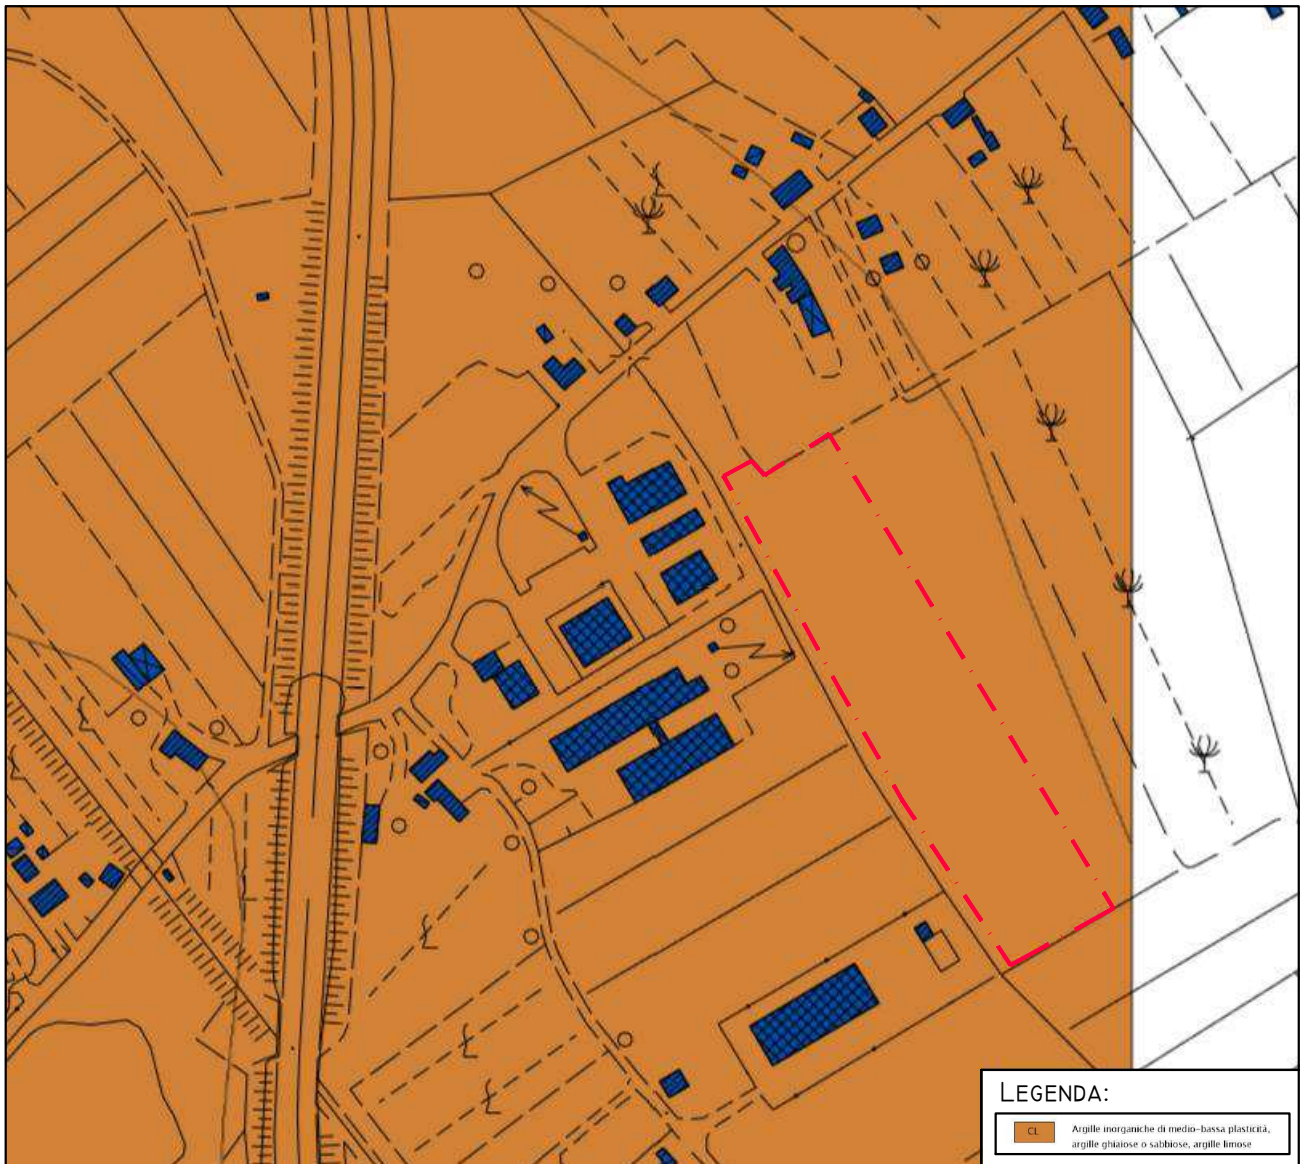 LEGENDA:
CL
Argille inorganiche di medio-bassa plasticità,
argille ghiaiose o sabbiose, argille limose